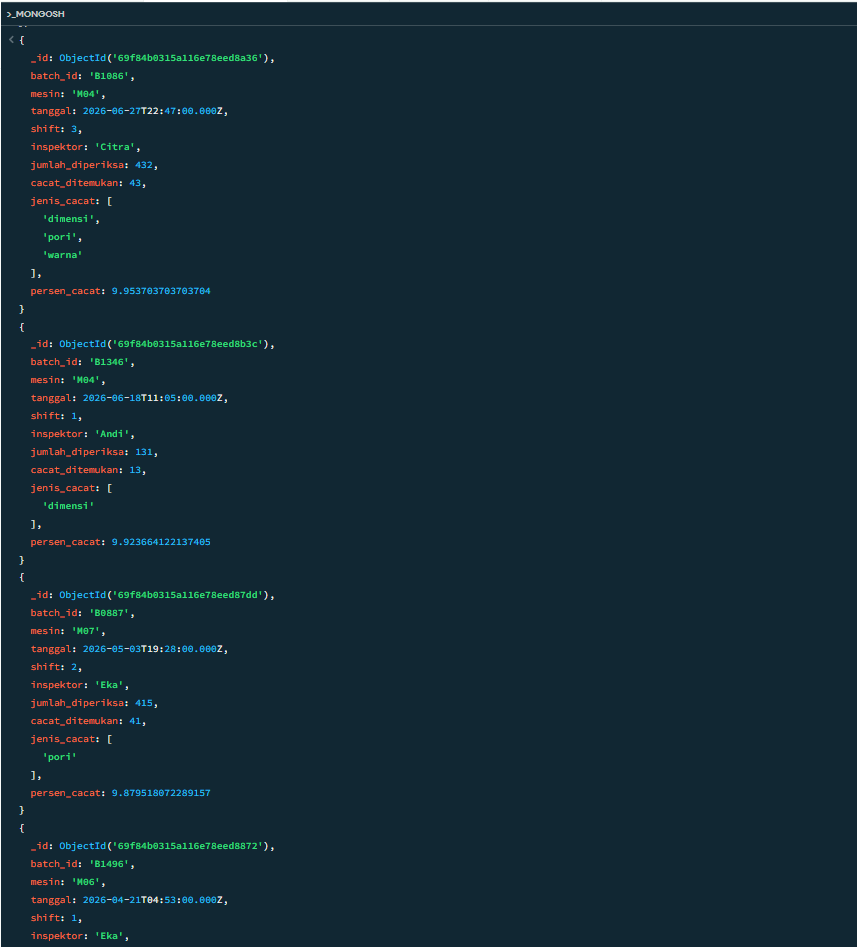 >_MONGOSH
{
_id: ObjectId('69f84b0315a116e78eed8a36'),
batch_id: 'B1086',
mesin: 'M04',
tanggal: 2026-06-27T22:47:00.000Z,
shift: 3,
inspektor: 'Citra',
jumlah_diperiksa: 432,
cacat_ditemukan: 43,
jenis_cacat: [
'dimensi',
'pori',
'warna'
],
persen_cacat: 9.953703703703704
}
{
_id: ObjectId('69f84b0315a116e78eed8b3c'),
batch_id: 'B1346',
mesin: 'M04',
tanggal: 2026-06-18T11:05:00.000Z,
shift: 1,
inspektor: 'Andi',
jumlah_diperiksa: 131,
cacat_ditemukan: 13,
jenis_cacat: [
'dimensi'
],
persen_cacat: 9.923664122137405
}
{
_id: ObjectId('69f84b0315a116e78eed87dd'),
batch_id: 'B0887',
mesin: 'M07',
tanggal: 2026-05-03T19:28:00.000Z,
shift: 2,
inspektor: 'Eka',
jumlah_diperiksa: 415,
cacat_ditemukan: 41,
jenis_cacat: [
'pori'
],
persen_cacat: 9.879518072289157
}
{
_id: ObjectId('69f84b0315a116e78eed8872'),
batch_id: 'B1496',
mesin: 'M06',
tanggal: 2026-04-21T04:53:00.000Z,
shift: 1,
inspektor: 'Eka',